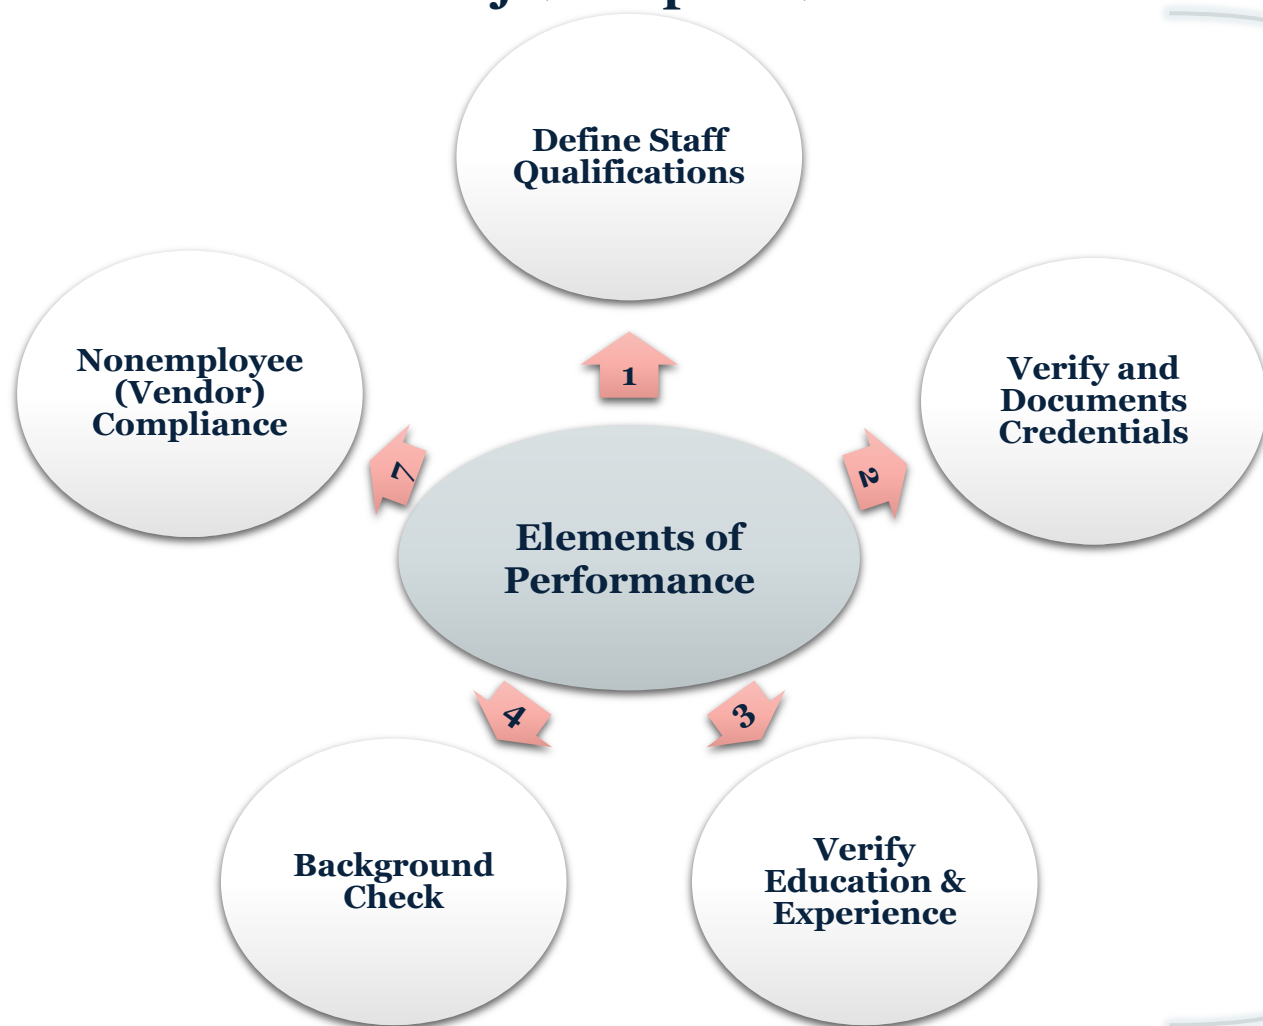 Define Staff
Qualifications
1
Verify and
Documents
Credentials
2
Verify
Education &
Experience
3
Background
Check
4
Nonemployee
(Vendor)
Compliance
7
Elements of
Performance